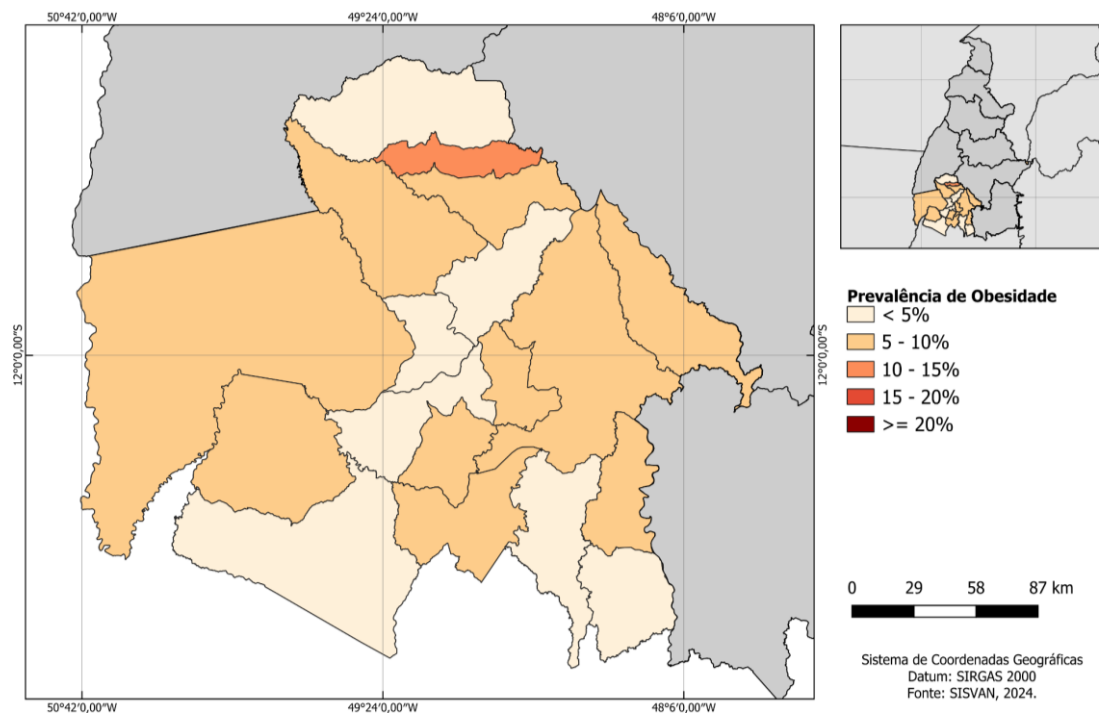 50°42'0,00"W 49°24'0,00"W 48°6'0,00"W
12°0'0,00"S 12°0'0,00"S
Prevalência de Obesidade
< 5%
5 - 10%
10 - 15%
15 - 20%
>= 20%
0 29 58 87 km
Sistema de Coordenadas Geográficas
Datum: SIRGAS 2000
Fonte: SISVAN, 2024.
50°42'0,00"W 49°24'0,00"W 48°6'0,00"W